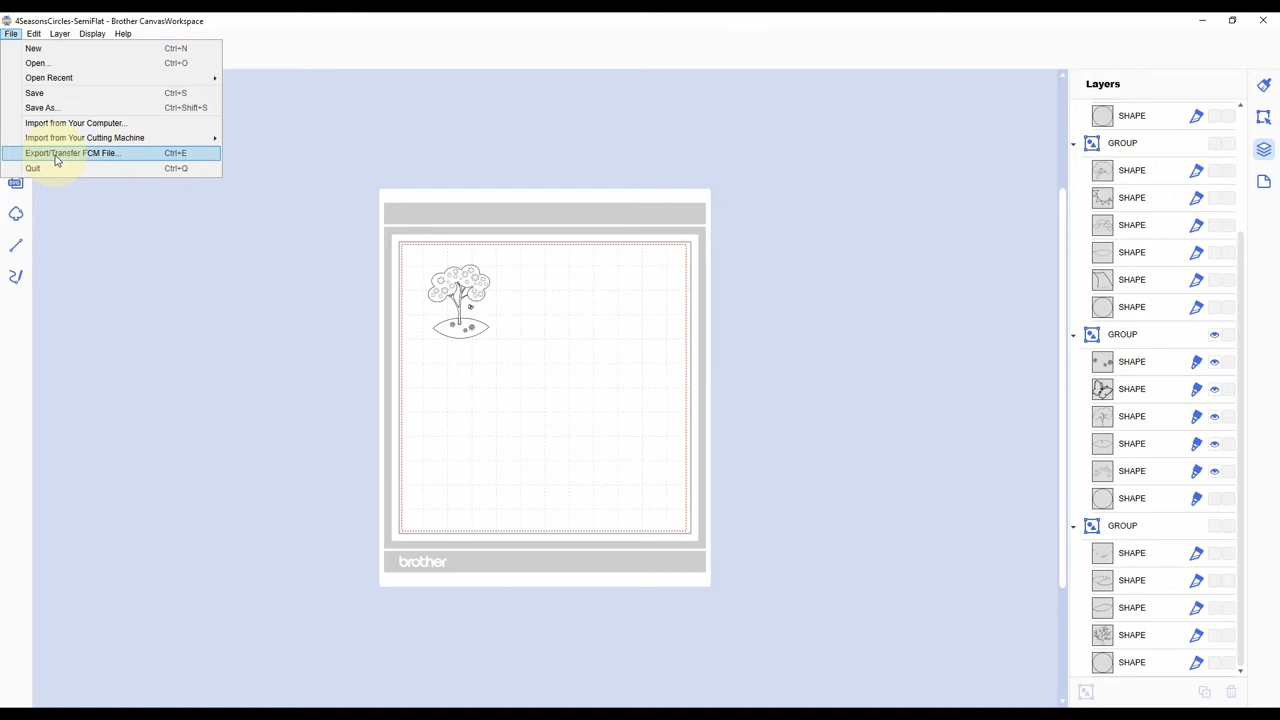 4SeasonsCircles-SemiFlat - Brother CanvasWorkspace
File Edit Layer Display Help
New Ctrl+N
Open... Ctrl+O
Open Recent
Save Ctrl+S
Save As... Ctrl+Shift+S
Import from Your Computer...
Import from Your Cutting Machine
Export/Transfer FCM File... Ctrl+E
Quit Ctrl+Q
SVG
brother
Layers
SHAPE
GROUP
SHAPE
SHAPE
SHAPE
SHAPE
SHAPE
SHAPE
GROUP
SHAPE
SHAPE
SHAPE
SHAPE
SHAPE
SHAPE
GROUP
SHAPE
SHAPE
SHAPE
SHAPE
SHAPE